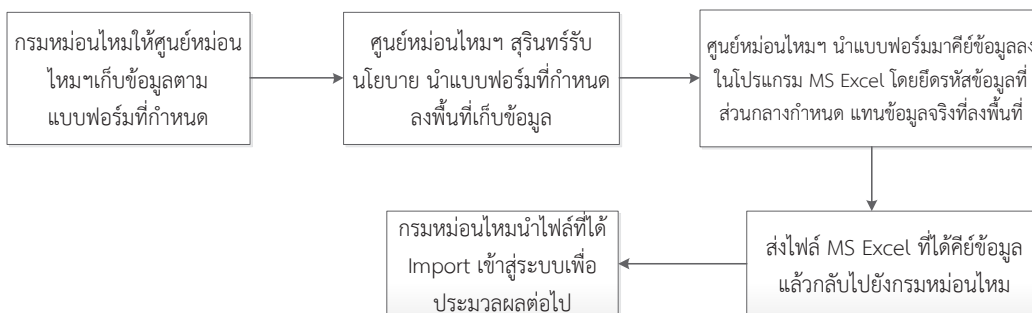 กรมหม่อนไหมให้ศูนย์หม่อน
ไหมฯเก็บข้อมูลตาม
แบบฟอร์มที่กำหนด
ศูนย์หม่อนไหมฯ สุรินทร์รับ
นโยบาย นำแบบฟอร์มที่กำหนด
ลงพื้นที่เก็บข้อมูล
ศูนย์หม่อนไหมฯ นำแบบฟอร์มมาคีย์ข้อมูลลง
ในโปรแกรม MS Excel โดยยึดรหัสข้อมูลที่
ส่วนกลางกำหนด แทนข้อมูลจริงที่ลงพื้นที่
ส่งไฟล์ MS Excel ที่ได้คีย์ข้อมูล
แล้วกลับไปยังกรมหม่อนไหม
กรมหม่อนไหมนำไฟล์ที่ได้
Import เข้าสู่ระบบเพื่อ
ประมวลผลต่อไป